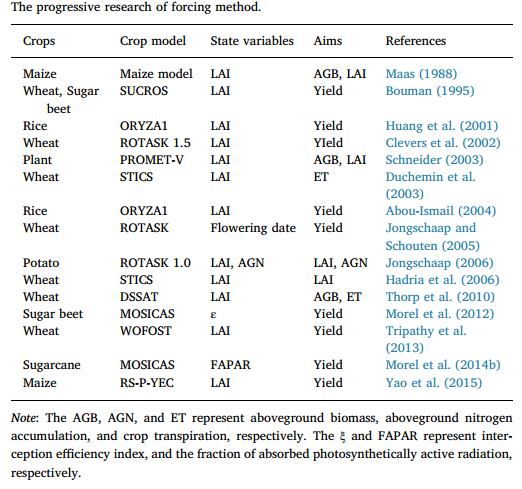 The progressive research of forcing method.
Crops Crop model State variables Aims References
Maize Maize model LAI AGB, LAI Maas (1988)
Wheat, Sugar SUCROS LAI Yield Bouman (1995)
beet
Rice ORYZA1 LAI Yield Huang et al. (2001)
Wheat ROTASK 1.5 LAI Yield Clevers et al. (2002)
Plant PROMET-V LAI AGB, LAI Schneider (2003)
Wheat STICS LAI ET Duchemin et al.
(2003)
Rice ORYZA1 LAI Yield Abou-Ismail (2004)
Wheat ROTASK Flowering date Yield Jongschaap and
Schouten (2005)
Potato ROTASK 1.0 LAI, AGN LAI, AGN Jongschaap (2006)
Wheat STICS LAI LAI Hadria et al. (2006)
Wheat DSSAT LAI AGB, ET Thorp et al. (2010)
Sugar beet MOSICAS ε Yield Morel et al. (2012)
Wheat WOFOST LAI Yield Tripathy et al.
(2013)
Sugarcane MOSICAS FAPAR Yield Morel et al. (2014b)
Maize RS-P-YEC LAI Yield Yao et al. (2015)
Note: The AGB, AGN, and ET represent aboveground biomass, aboveground nitrogen
accumulation, and crop transpiration, respectively. The ξ and FAPAR represent inter-
ception efficiency index, and the fraction of absorbed photosynthetically active radiation,
respectively.